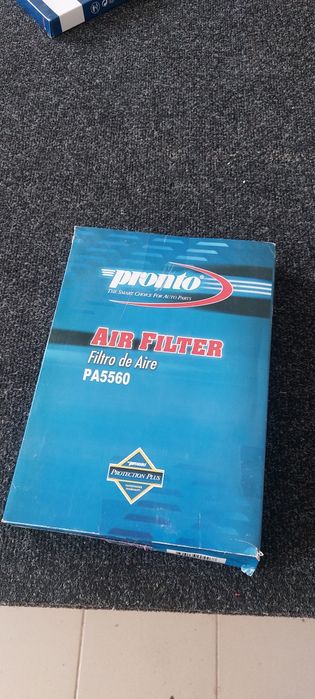 pronto
THE SMART CHOICE FOR AUTO PARTS
AIR FILTER
Filtro de Aire
PA5560
PROTECTION PLUS